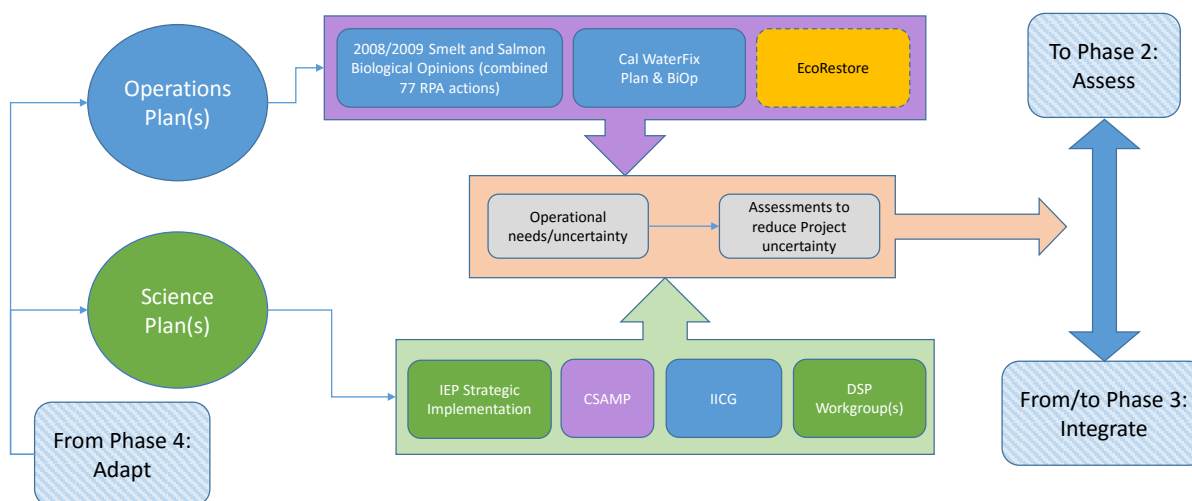 Operations
Plan(s)
2008/2009 Smelt and Salmon
Biological Opinions (combined
77 RPA actions)
Cal WaterFix
Plan & BiOp
EcoRestore
To Phase 2:
Assess
Operational
needs/uncertainty
Assessments to
reduce Project
uncertainty
Science
Plan(s)
IEP Strategic
Implementation
CSAMP
IICG
DSP
Workgroup(s)
From Phase 4:
Adapt
From/to Phase 3:
Integrate